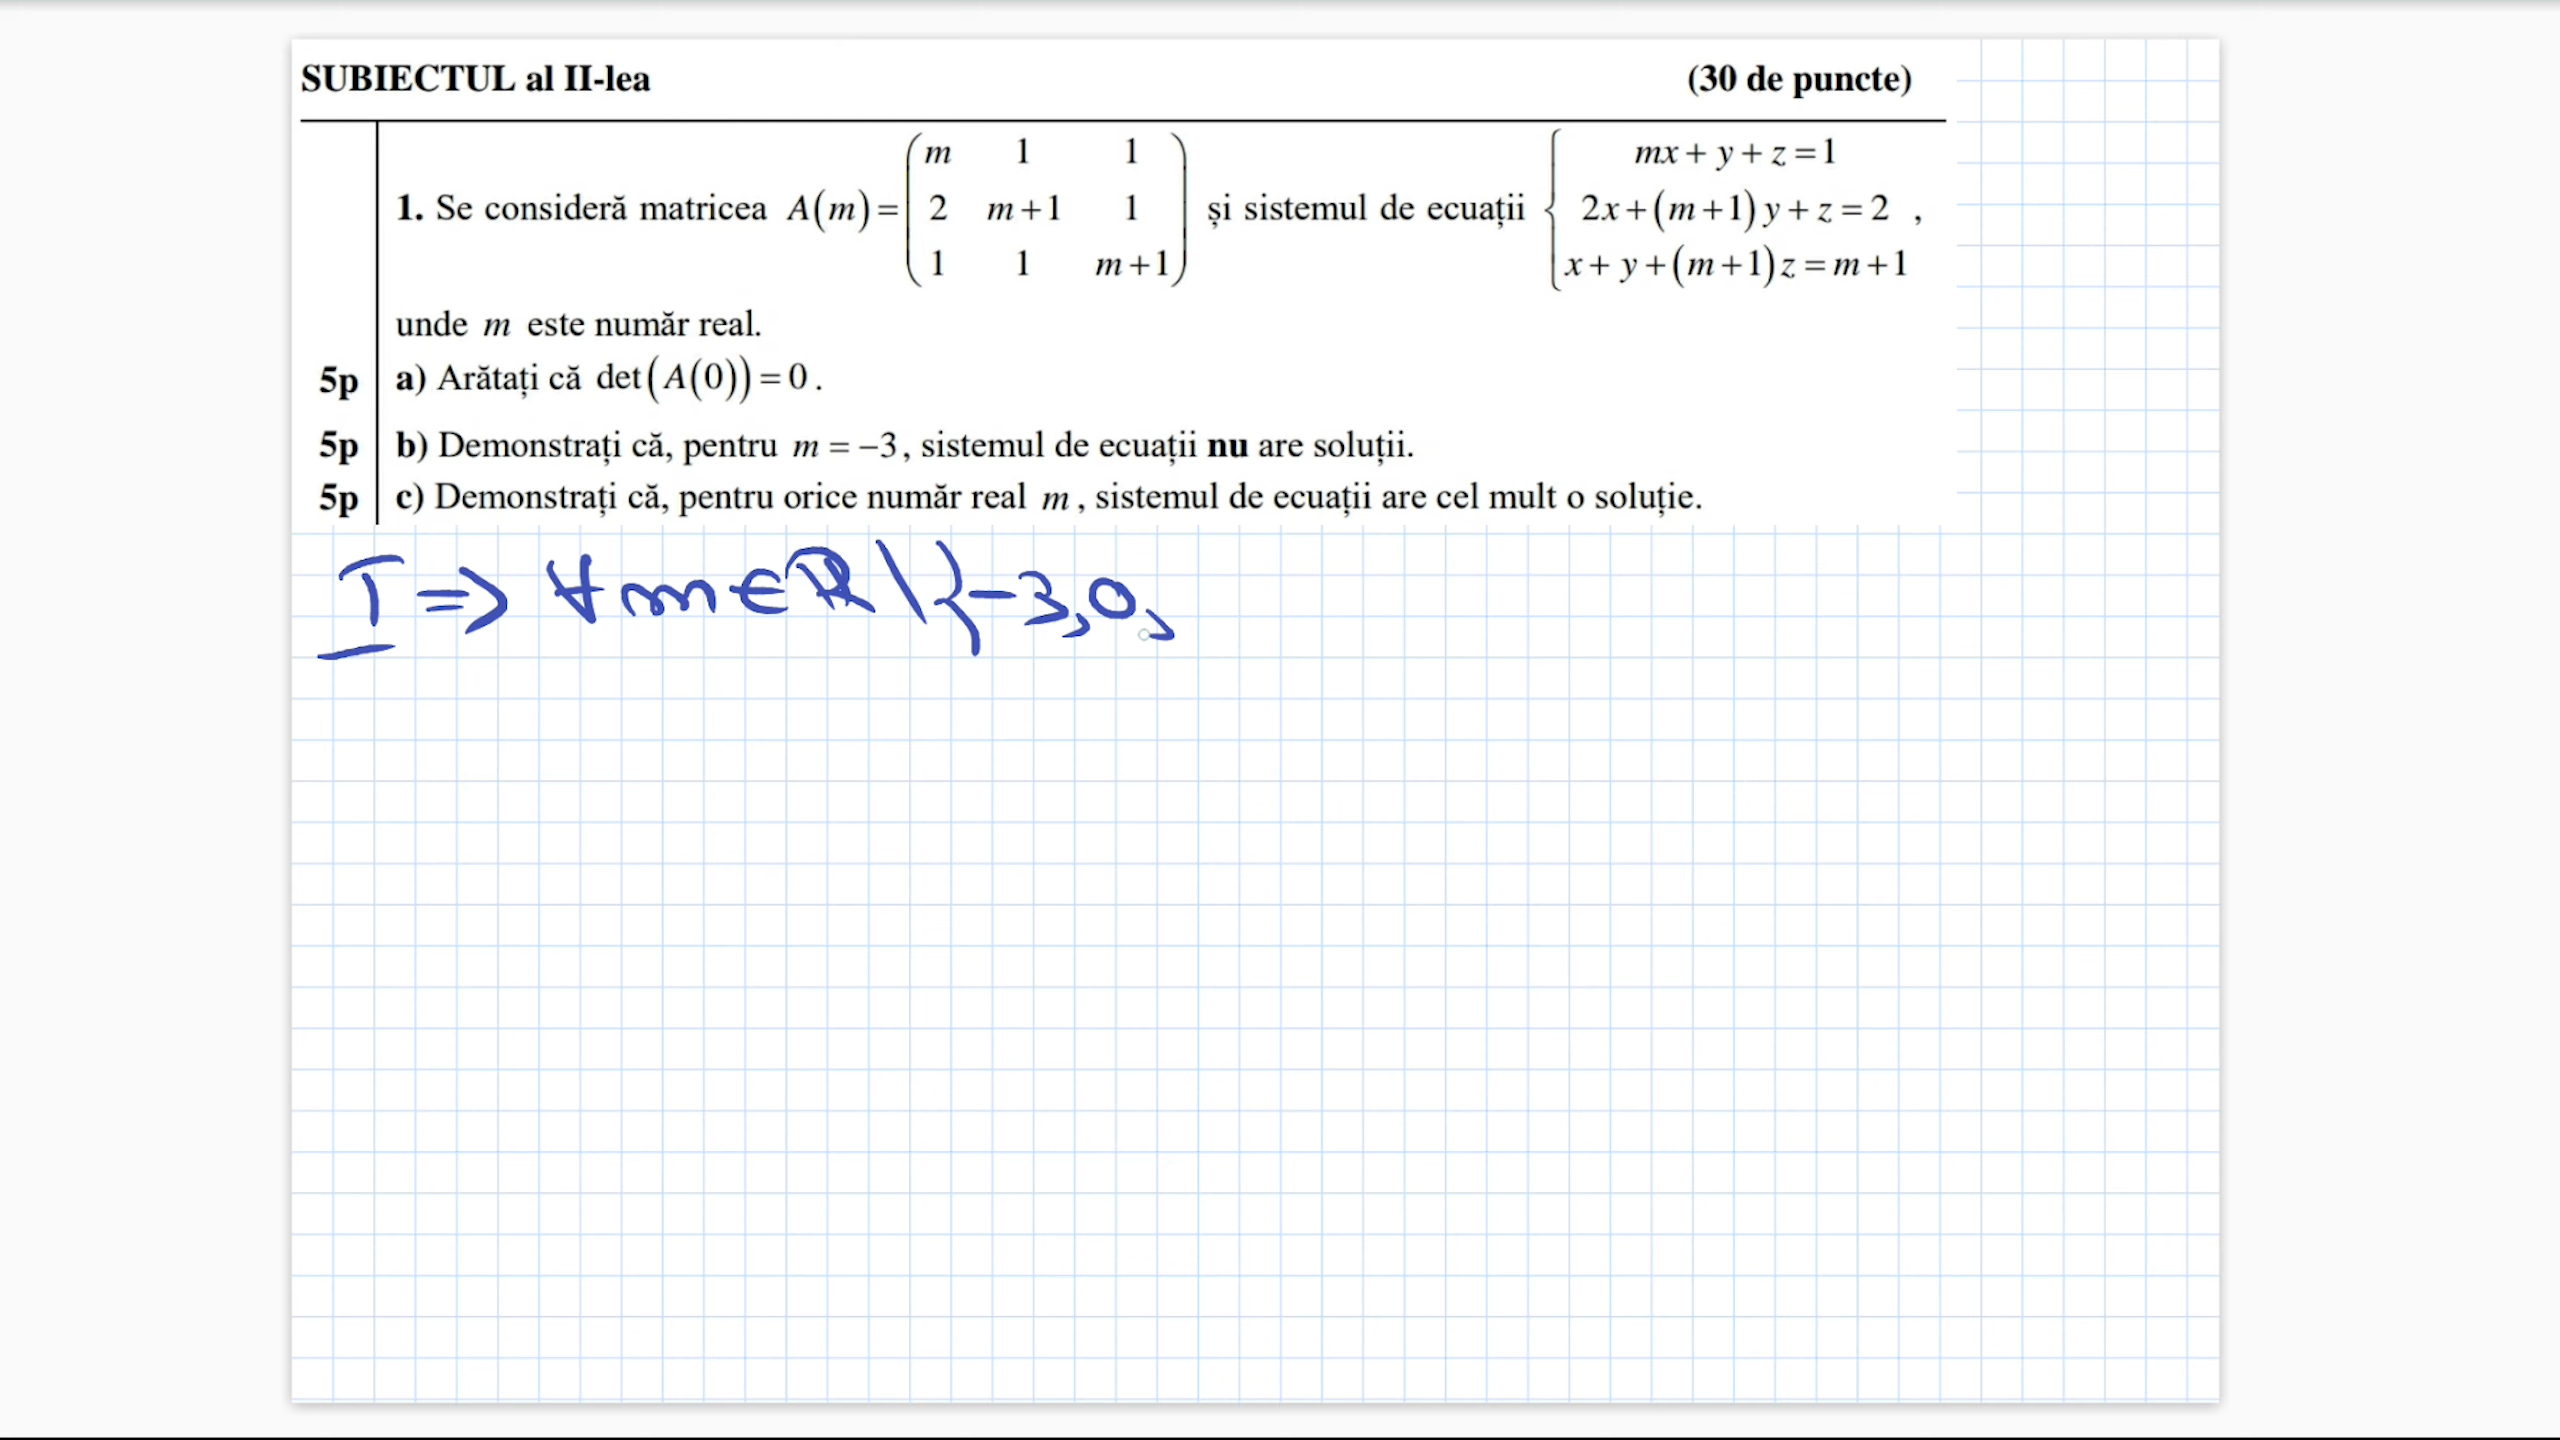 SUBIECTUL al II-lea (30 de puncte)
1. Se consideră matricea A(m) = ( m 1 1 ; 2 m+1 1 ; 1 1 m+1 ) și sistemul de ecuații { mx + y + z = 1 ; 2x + (m+1)y + z = 2 ; x + y + (m+1)z = m+1 ,
unde m este număr real.
5p a) Arătați că det(A(0)) = 0.
5p b) Demonstrați că, pentru m = −3, sistemul de ecuații nu are soluții.
5p c) Demonstrați că, pentru orice număr real m, sistemul de ecuații are cel mult o soluție.
I => ∀ m ∈ ℝ \ {−3, 0,